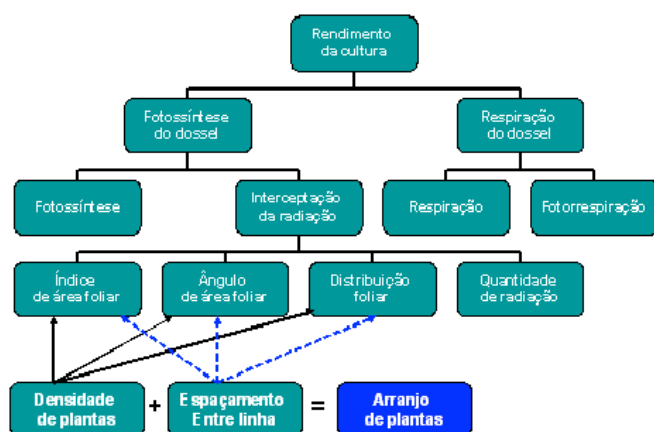 Rendimento
da cultura
Fotossíntese
do dossel
Respiração
do dossel
Fotossíntese
Interceptação
da radiação
Respiração
Fotorrespiração
Índice
de área foliar
Ângulo
de área foliar
Distribuição
foliar
Quantidade
de radiação
Densidade
de plantas
+
Espaçamento
Entre linha
=
Arranjo
de plantas